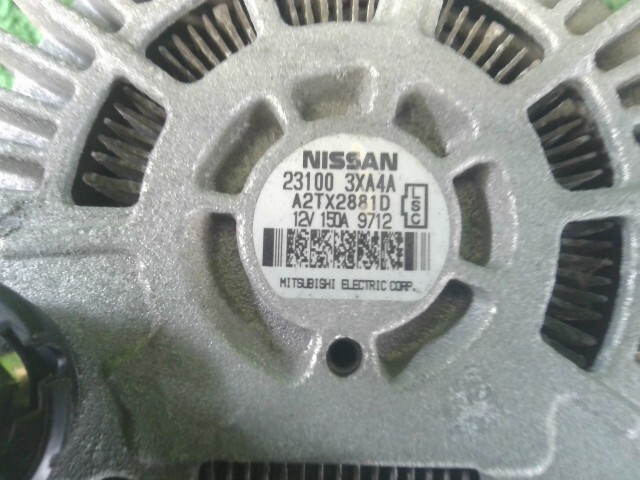 NISSAN
23100 3XA4A
A2TX2881D
12V 150A 9712
LSC
MITSUBISHI ELECTRIC CORP.